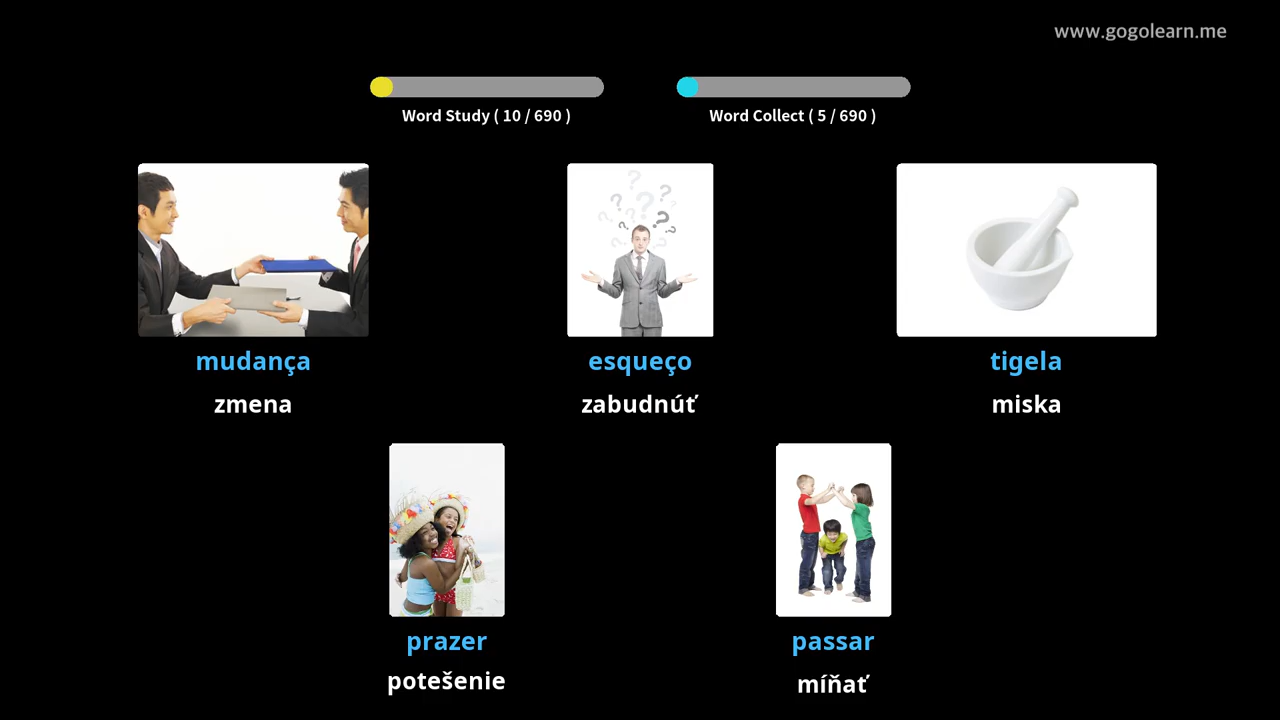 www.gogolearn.me
Word Study ( 10 / 690 )
Word Collect ( 5 / 690 )
mudança
zmena
esqueço
zabudnúť
tigela
miska
prazer
potešenie
passar
míňať